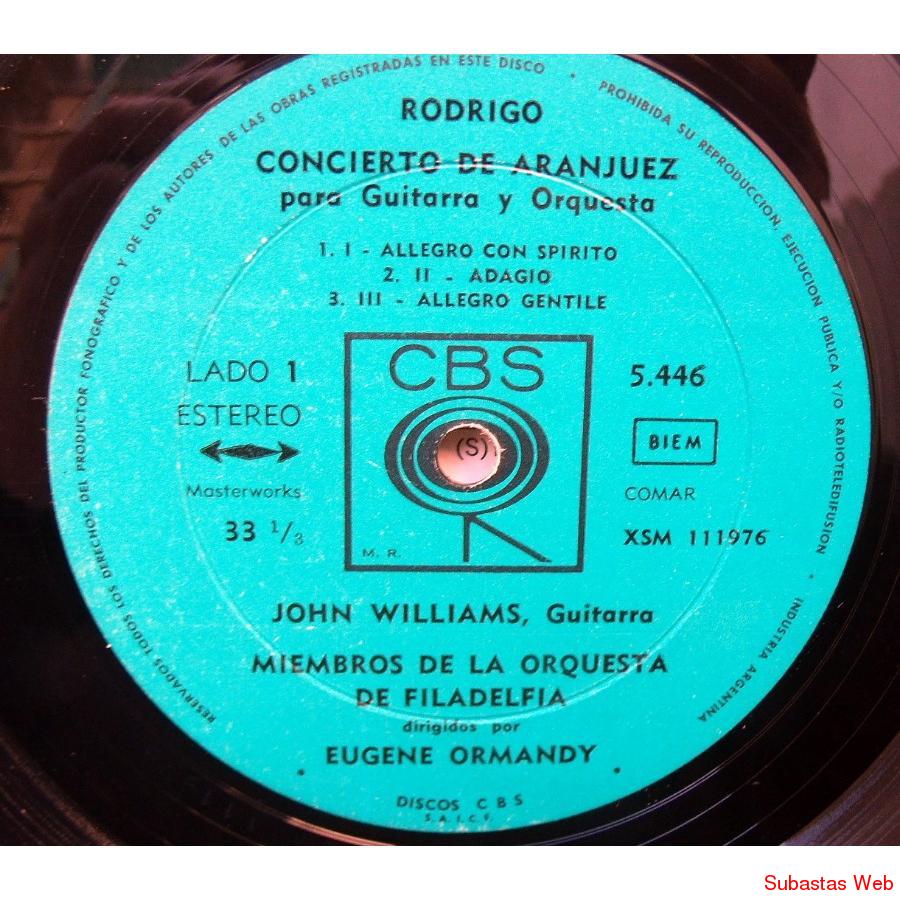 RESERVADOS TODOS LOS DERECHOS DEL PRODUCTOR FONOGRAFICO Y DE LOS AUTORES DE LAS OBRAS REGISTRADAS EN ESTE DISCO • PROHIBIDA SU REPRODUCCION, EJECUCION PUBLICA Y/O RADIOTELEDIFUSION • INDUSTRIA ARGENTINA
RODRIGO
CONCIERTO DE ARANJUEZ
para Guitarra y Orquesta
1. I - ALLEGRO CON SPIRITO
2. II - ADAGIO
3. III - ALLEGRO GENTILE
LADO 1
ESTEREO
Masterworks
33 1/3
CBS
(S)
M. R.
5.446
BIEM
COMAR
XSM 111976
JOHN WILLIAMS, Guitarra
MIEMBROS DE LA ORQUESTA
DE FILADELFIA
dirigidos por
EUGENE ORMANDY
DISCOS CBS
S.A.I.C.F.
Subastas Web